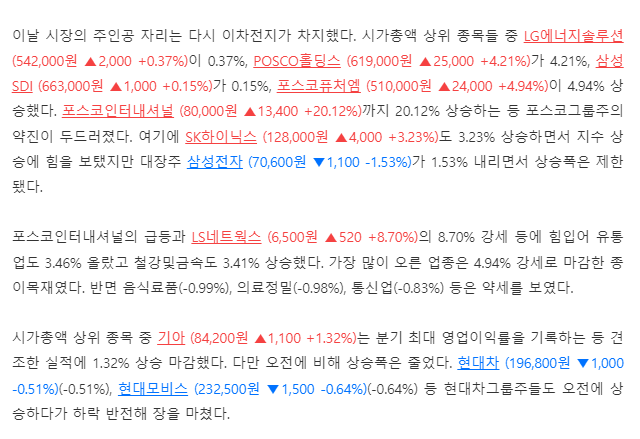 이날 시장의 주인공 자리는 다시 이차전지가 차지했다. 시가총액 상위 종목들 중 LG에너지솔루션
(542,000원 ▲2,000 +0.37%)이 0.37%, POSCO홀딩스 (619,000원 ▲25,000 +4.21%)가 4.21%, 삼성
SDI (663,000원 ▲1,000 +0.15%)가 0.15%, 포스코퓨처엠 (510,000원 ▲24,000 +4.94%)이 4.94% 상
승했다. 포스코인터내셔널 (80,000원 ▲13,400 +20.12%)까지 20.12% 상승하는 등 포스코그룹주의
약진이 두드러졌다. 여기에 SK하이닉스 (128,000원 ▲4,000 +3.23%)도 3.23% 상승하면서 지수 상
승에 힘을 보탰지만 대장주 삼성전자 (70,600원 ▼1,100 -1.53%)가 1.53% 내리면서 상승폭은 제한
됐다.
포스코인터내셔널의 급등과 LS네트웍스 (6,500원 ▲520 +8.70%)의 8.70% 강세 등에 힘입어 유통
업도 3.46% 올랐고 철강및금속도 3.41% 상승했다. 가장 많이 오른 업종은 4.94% 강세로 마감한 종
이목재였다. 반면 음식료품(-0.99%), 의료정밀(-0.98%), 통신업(-0.83%) 등은 약세를 보였다.
시가총액 상위 종목 중 기아 (84,200원 ▲1,100 +1.32%)는 분기 최대 영업이익률을 기록하는 등 견
조한 실적에 1.32% 상승 마감했다. 다만 오전에 비해 상승폭은 줄었다. 현대차 (196,800원 ▼1,000
-0.51%)(-0.51%), 현대모비스 (232,500원 ▼1,500 -0.64%)(-0.64%) 등 현대차그룹주들도 오전에 상
승하다가 하락 반전해 장을 마쳤다.